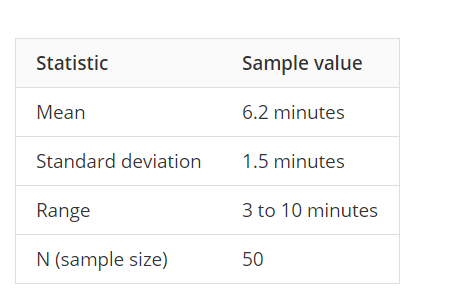 Statistic Sample value
Mean 6.2 minutes
Standard deviation 1.5 minutes
Range 3 to 10 minutes
N (sample size) 50